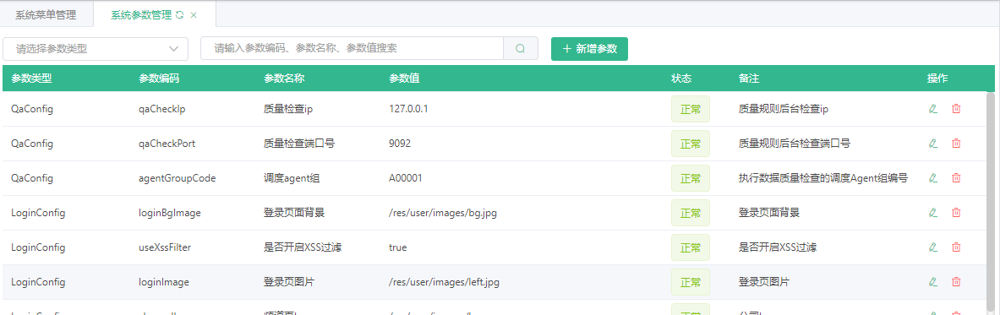 系统菜单管理 系统参数管理
请选择参数类型 请输入参数编码、参数名称、参数值搜索 新增参数
参数类型 参数编码 参数名称 参数值 状态 备注 操作
QaConfig qaCheckIp 质量检查ip 127.0.0.1 正常 质量规则后台检查ip
QaConfig qaCheckPort 质量检查端口号 9092 正常 质量规则后台检查端口号
QaConfig agentGroupCode 调度agent组 A00001 正常 执行数据质量检查的调度Agent组编号
LoginConfig loginBgImage 登录页面背景 /res/user/images/bg.jpg 正常 登录页面背景
LoginConfig useXssFilter 是否开启XSS过滤 true 正常 是否开启XSS过滤
LoginConfig loginImage 登录页图片 /res/user/images/left.jpg 正常 登录页图片